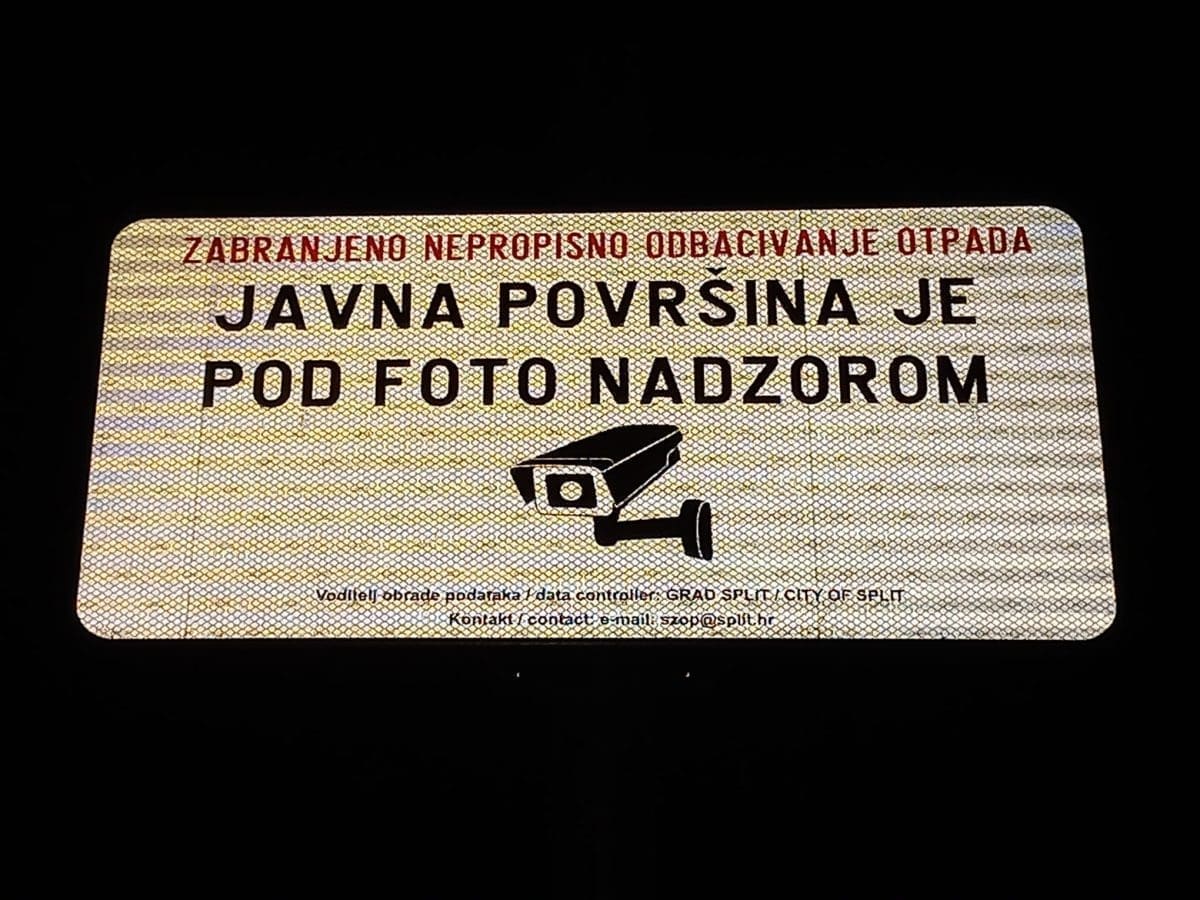 ZABRANJENO NEPROPISNO ODBACIVANJE OTPADA
JAVNA POVRŠINA JE
POD FOTO NADZOROM
Voditelj obrade podataka / data controller: GRAD SPLIT / CITY OF SPLIT
Kontakt / contact: e-mail: szop@split.hr